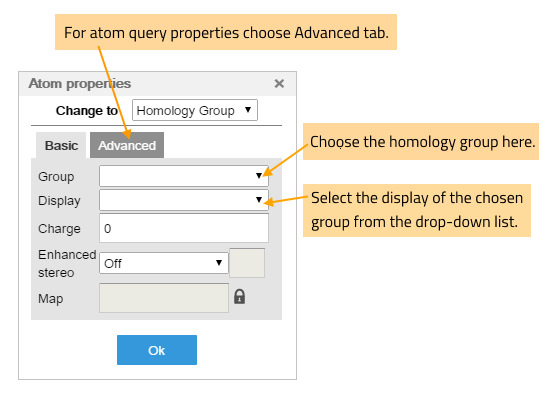 For atom query properties choose Advanced tab.
Atom properties ×
Change to Homology Group
Basic Advanced
Choose the homology group here.
Group
Select the display of the chosen
Display
group from the drop-down list.
Charge 0
Enhanced
stereo Off
Map
Ok